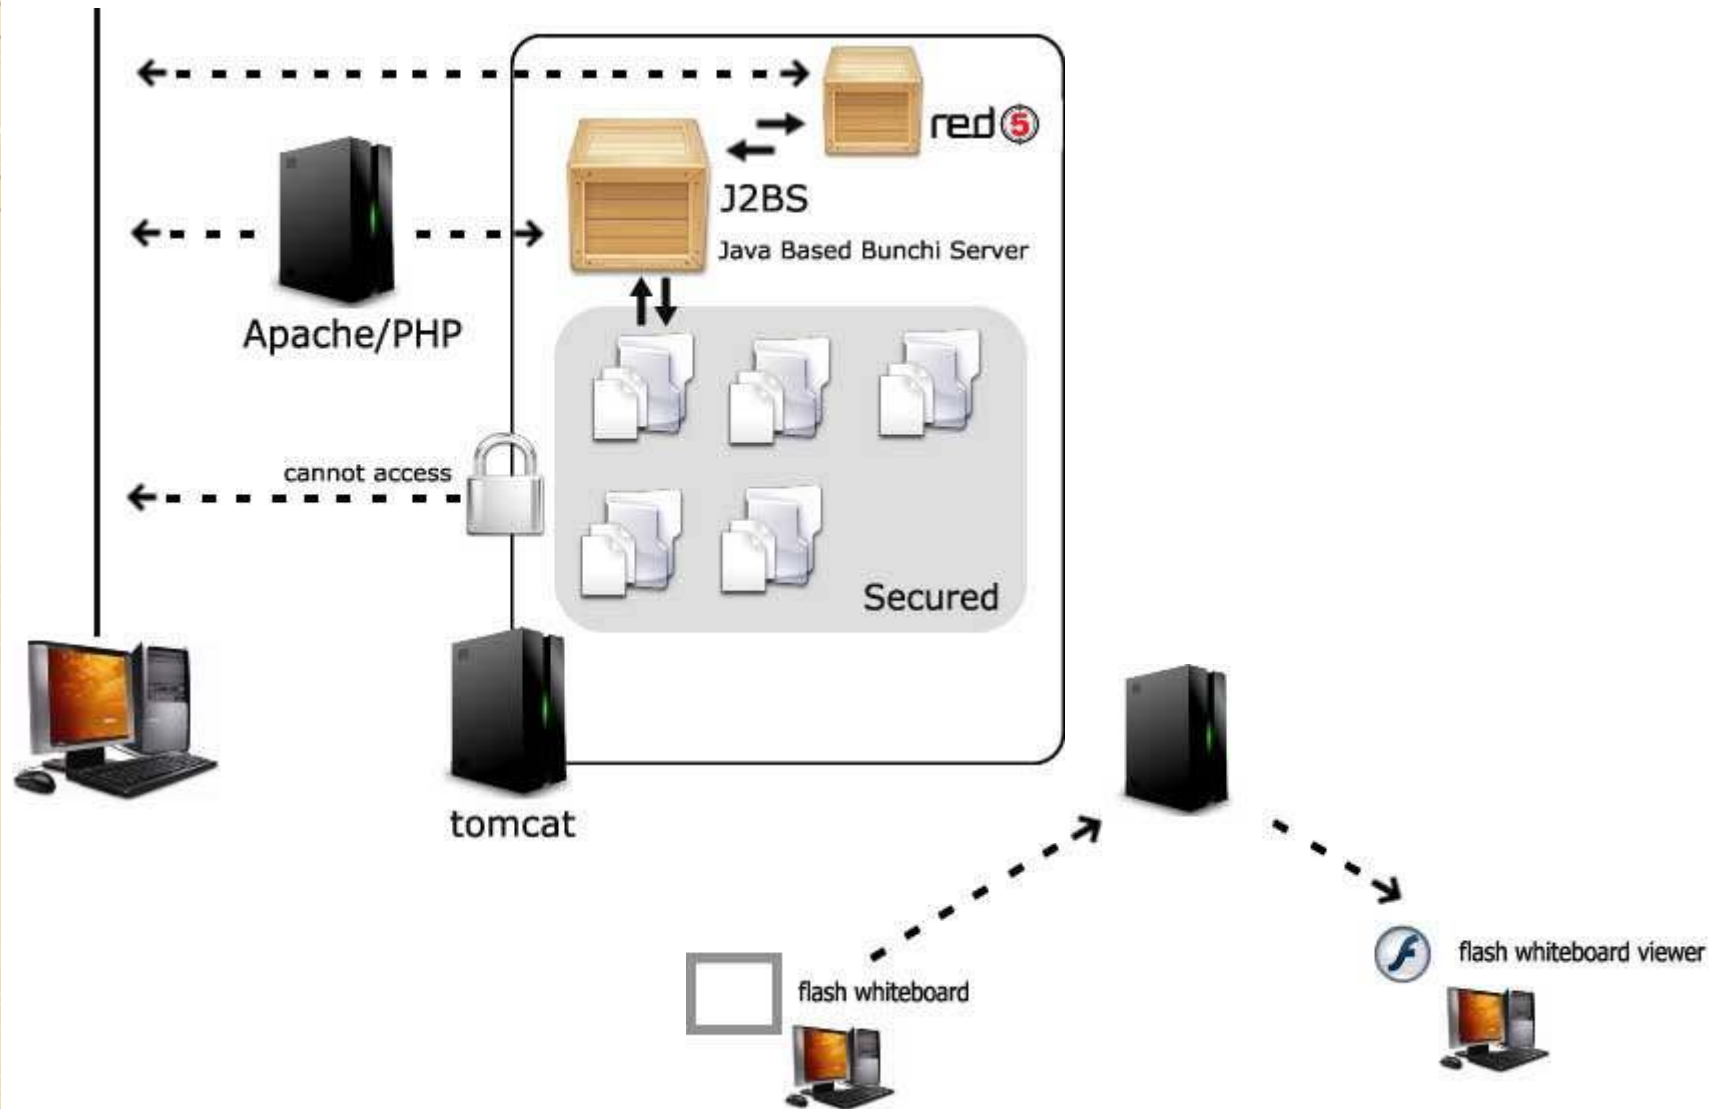 red5
J2BS
Java Based Bunchi Server
Apache/PHP
cannot access
Secured
tomcat
flash whiteboard viewer
flash whiteboard